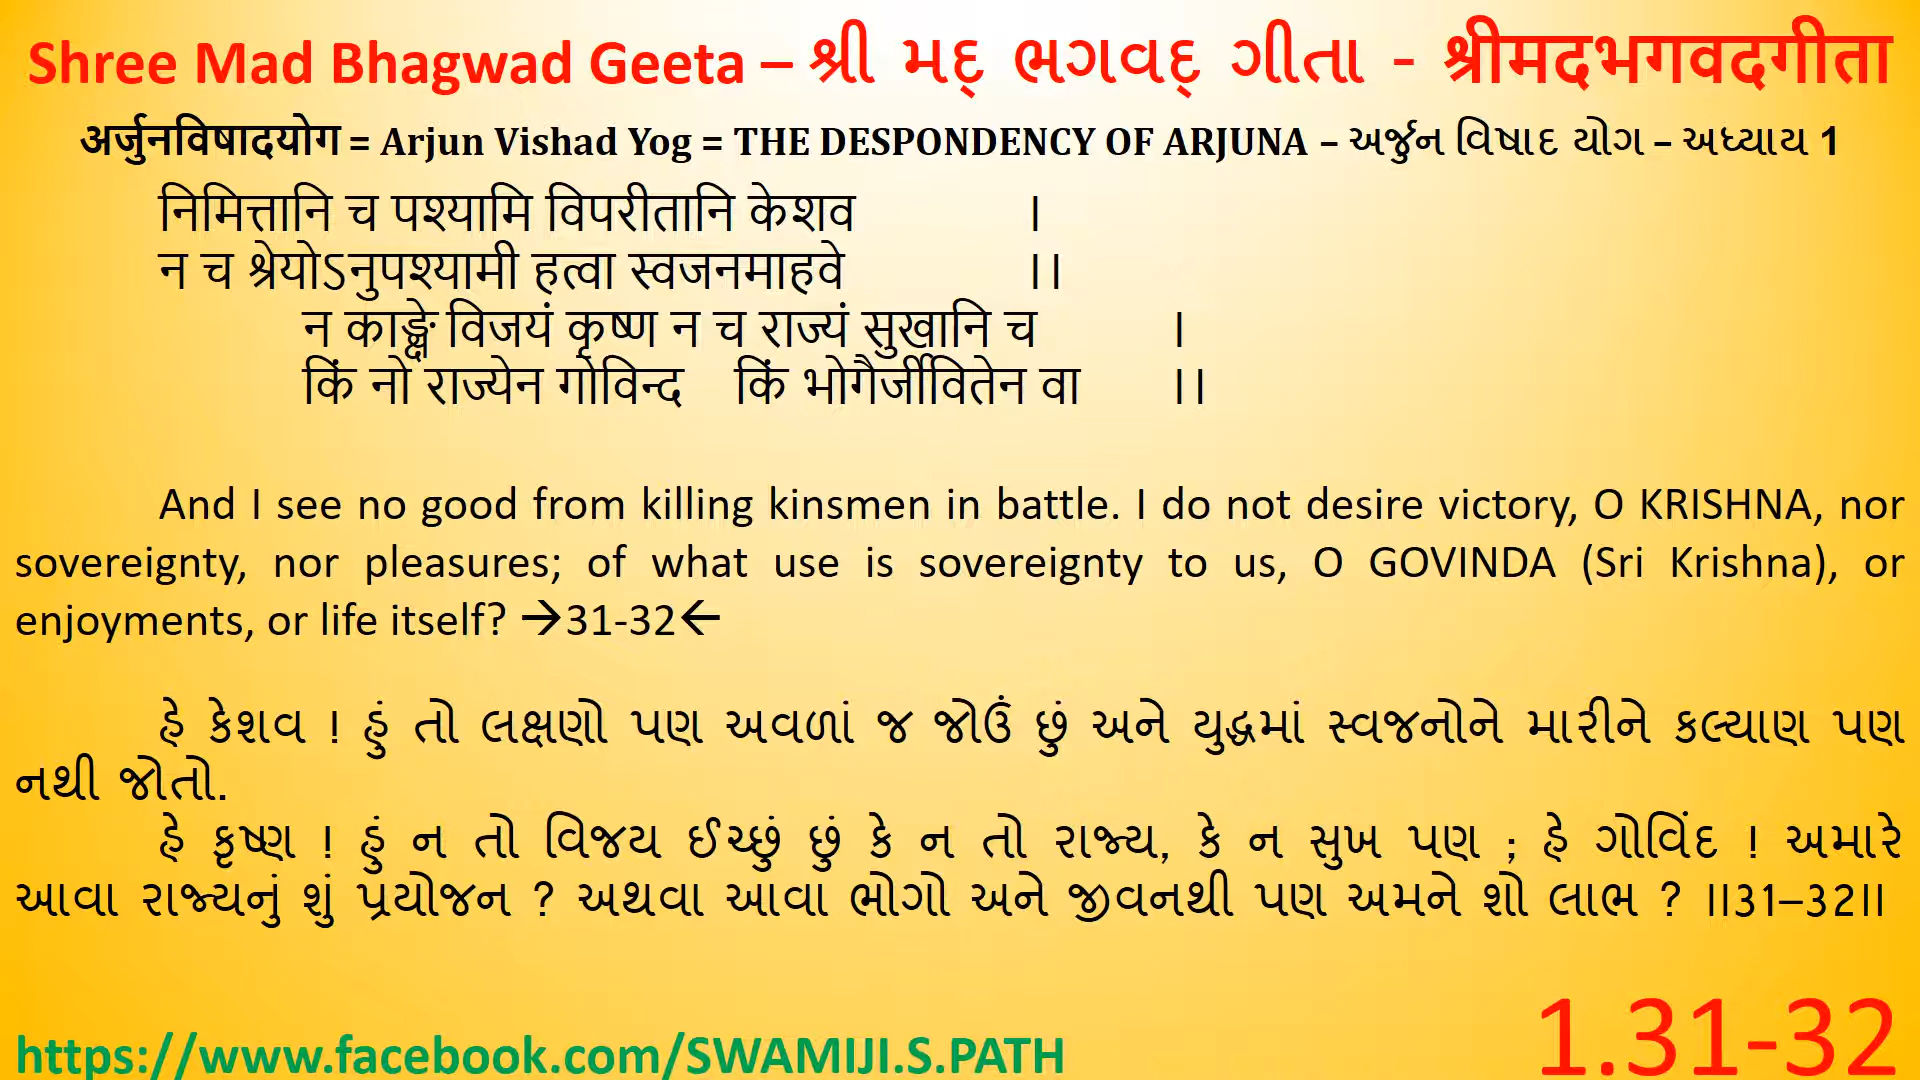 Shree Mad Bhagwad Geeta – શ્રી મદ્ ભગવદ્ ગીતા - श्रीमदभगवदगीता
अर्जुनविषादयोग = Arjun Vishad Yog = THE DESPONDENCY OF ARJUNA – અર્જુન વિષાદ યોગ – અધ્યાય 1
निमित्तानि च पश्यामि विपरीतानि केशव ।
न च श्रेयोऽनुपश्यामी हत्वा स्वजनमाहवे ।।
न काङ्क्षे विजयं कृष्ण न च राज्यं सुखानि च ।
किं नो राज्येन गोविन्द किं भोगैर्जीवितेन वा ।।
And I see no good from killing kinsmen in battle. I do not desire victory, O KRISHNA, nor
sovereignty, nor pleasures; of what use is sovereignty to us, O GOVINDA (Sri Krishna), or
enjoyments, or life itself? →31-32←
હે કેશવ ! હું તો લક્ષણો પણ અવળાં જ જોઉં છું અને યુદ્ધમાં સ્વજનોને મારીને કલ્યાણ પણ
નથી જોતો.
હે કૃષ્ણ ! હું ન તો વિજય ઈચ્છું છું કે ન તો રાજ્ય, કે ન સુખ પણ ; હે ગોવિંદ ! અમારે
આવા રાજ્યનું શું પ્રયોજન ? અથવા આવા ભોગો અને જીવનથી પણ અમને શો લાભ ? ॥૩૧–૩૨॥
https://www.facebook.com/SWAMIJI.S.PATH
1.31-32